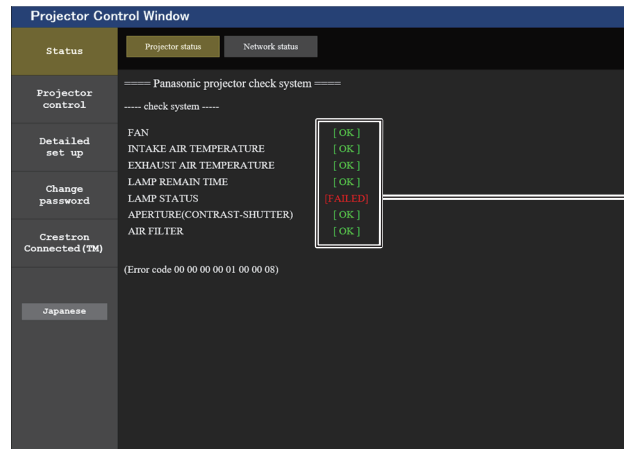 Projector Control Window
Status
Projector status
Network status
Projector
control
Detailed
set up
Change
password
Crestron
Connected(TM)
Japanese
==== Panasonic projector check system ====
----- check system -----
FAN [ OK ]
INTAKE AIR TEMPERATURE [ OK ]
EXHAUST AIR TEMPERATURE [ OK ]
LAMP REMAIN TIME [ OK ]
LAMP STATUS [FAILED]
APERTURE(CONTRAST-SHUTTER) [ OK ]
AIR FILTER [ OK ]
(Error code 00 00 00 00 01 00 00 08)